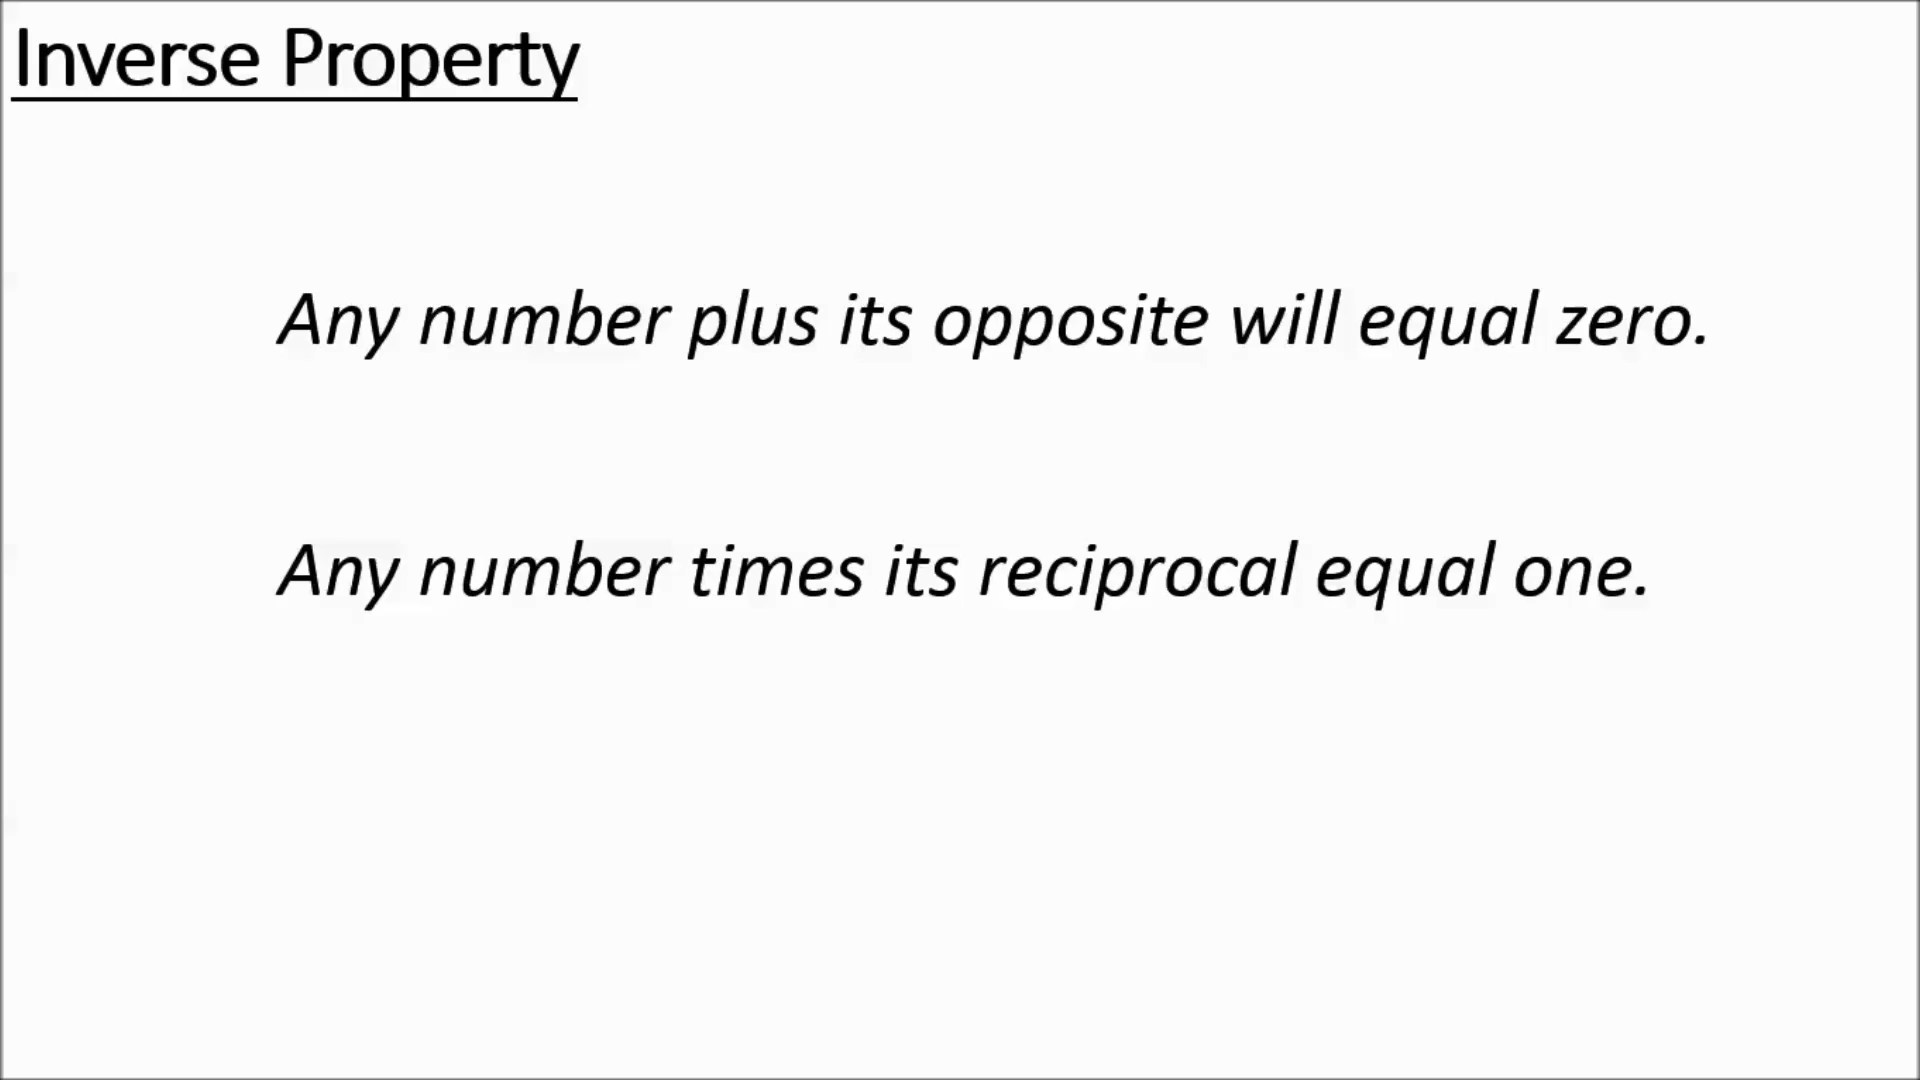 Inverse Property
Any number plus its opposite will equal zero.
Any number times its reciprocal equal one.